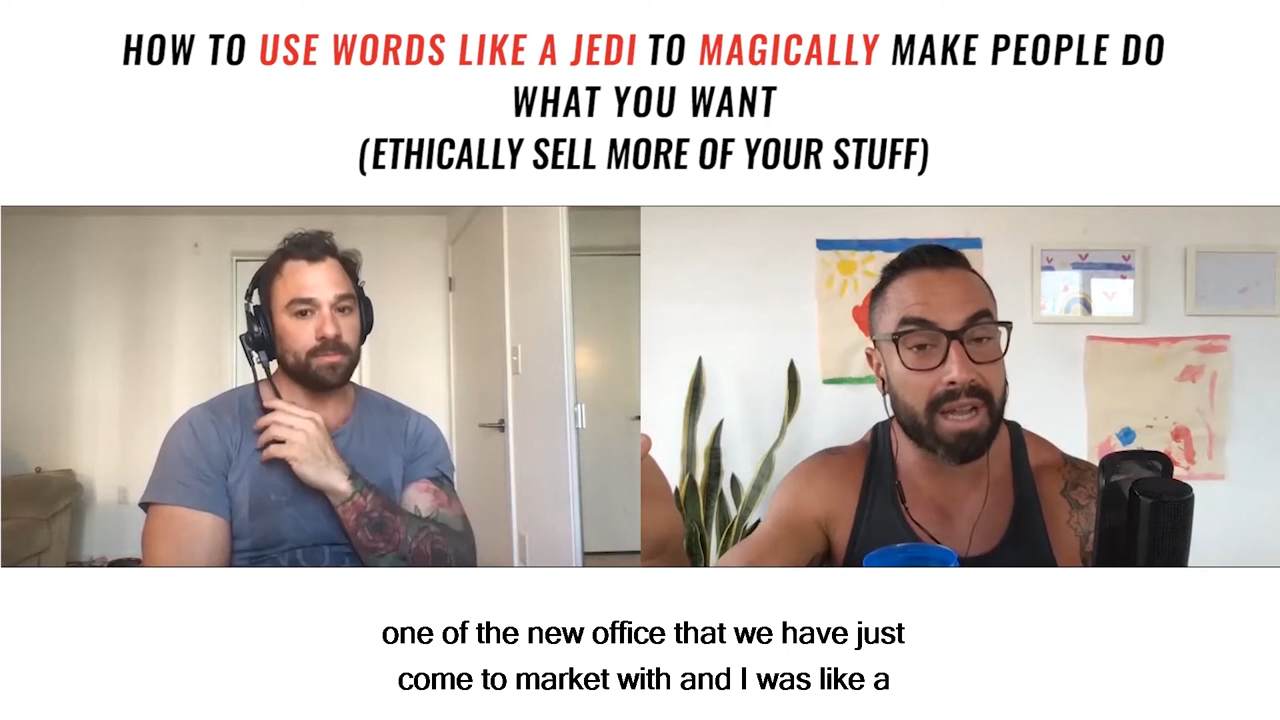 HOW TO USE WORDS LIKE A JEDI TO MAGICALLY MAKE PEOPLE DO
WHAT YOU WANT
(ETHICALLY SELL MORE OF YOUR STUFF)
one of the new office that we have just
come to market with and I was like a